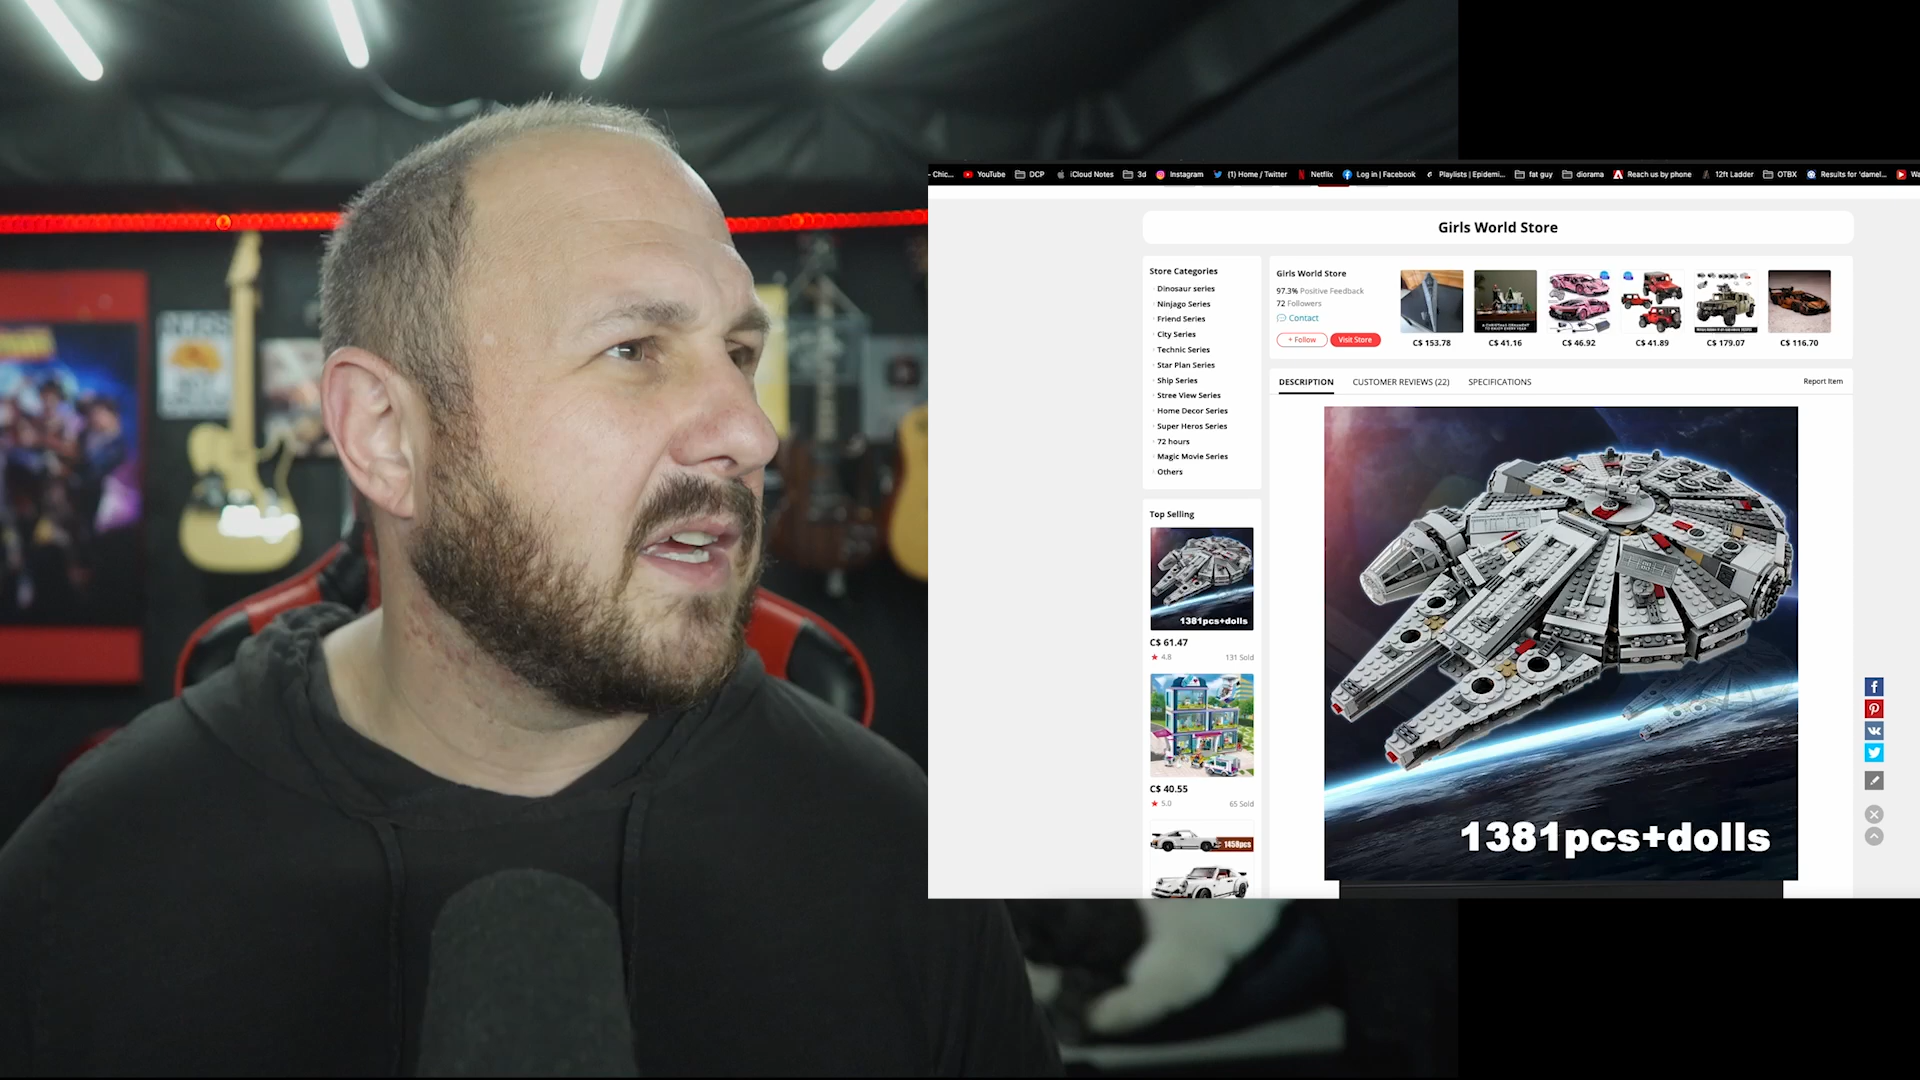 - Chic...
YouTube
DCP
iCloud Notes
3d
Instagram
(1) Home / Twitter
Netflix
Log in | Facebook
Playlists | Epidemi...
fat guy
diorama
Reach us by phone
12ft Ladder
OTBX
Results for 'damel...
Wa
Girls World Store
Store Categories
Dinosaur series
Ninjago Series
Friend Series
City Series
Technic Series
Star Plan Series
Ship Series
Stree View Series
Home Decor Series
Super Heros Series
72 hours
Magic Movie Series
Others
Girls World Store
97.3% Positive Feedback
72 Followers
Contact
+ Follow
Visit Store
C$ 153.78
C$ 41.16
C$ 46.92
C$ 41.89
C$ 179.07
C$ 116.70
DESCRIPTION
CUSTOMER REVIEWS (22)
SPECIFICATIONS
Report Item
Top Selling
1381pcs+dolls
C$ 61.47
4.8
131 Sold
C$ 40.55
5.0
65 Sold
1458pcs
1381pcs+dolls